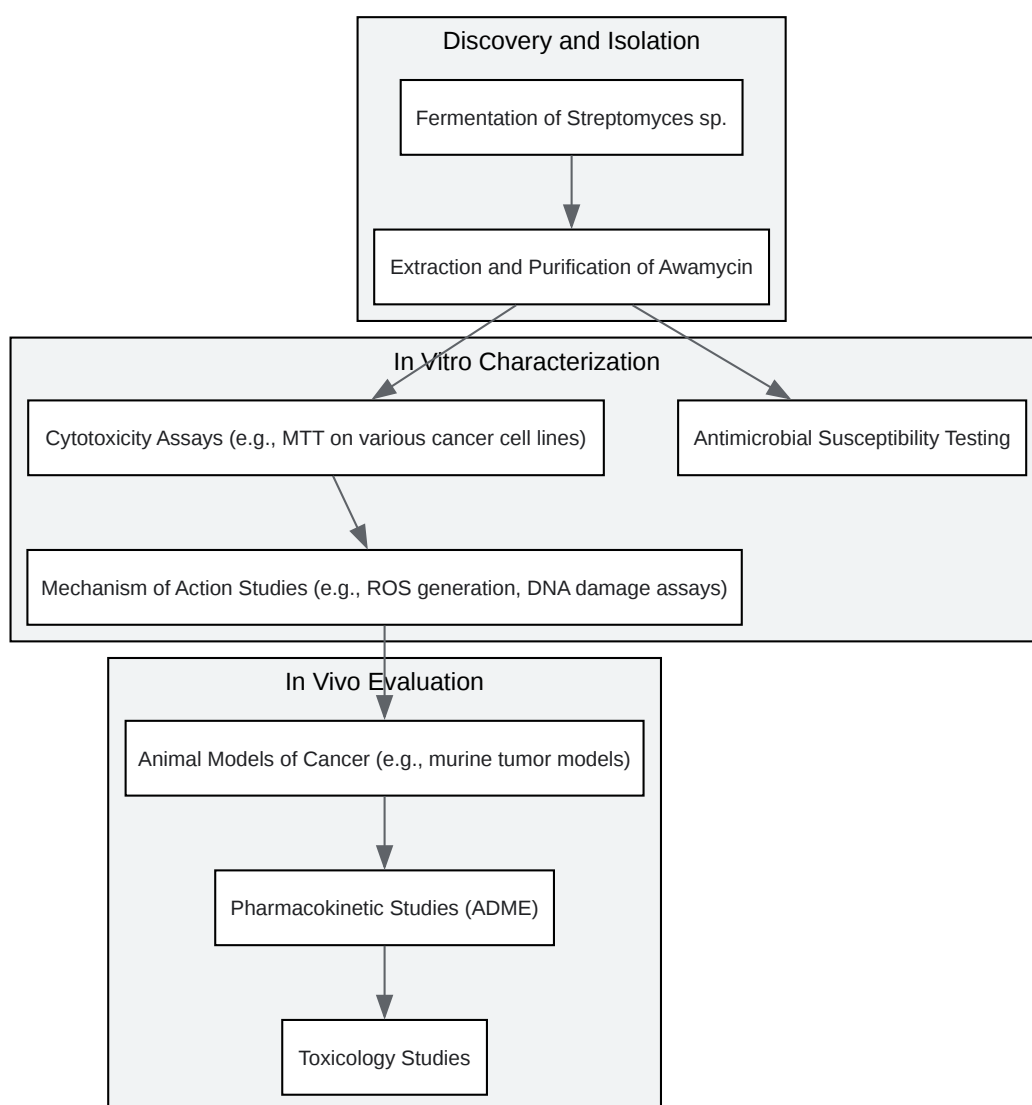 Discovery and Isolation
Fermentation of Streptomyces sp.
Extraction and Purification of Awamycin
In Vitro Characterization
Cytotoxicity Assays (e.g., MTT on various cancer cell lines)
Antimicrobial Susceptibility Testing
Mechanism of Action Studies (e.g., ROS generation, DNA damage assays)
In Vivo Evaluation
Animal Models of Cancer (e.g., murine tumor models)
Pharmacokinetic Studies (ADME)
Toxicology Studies